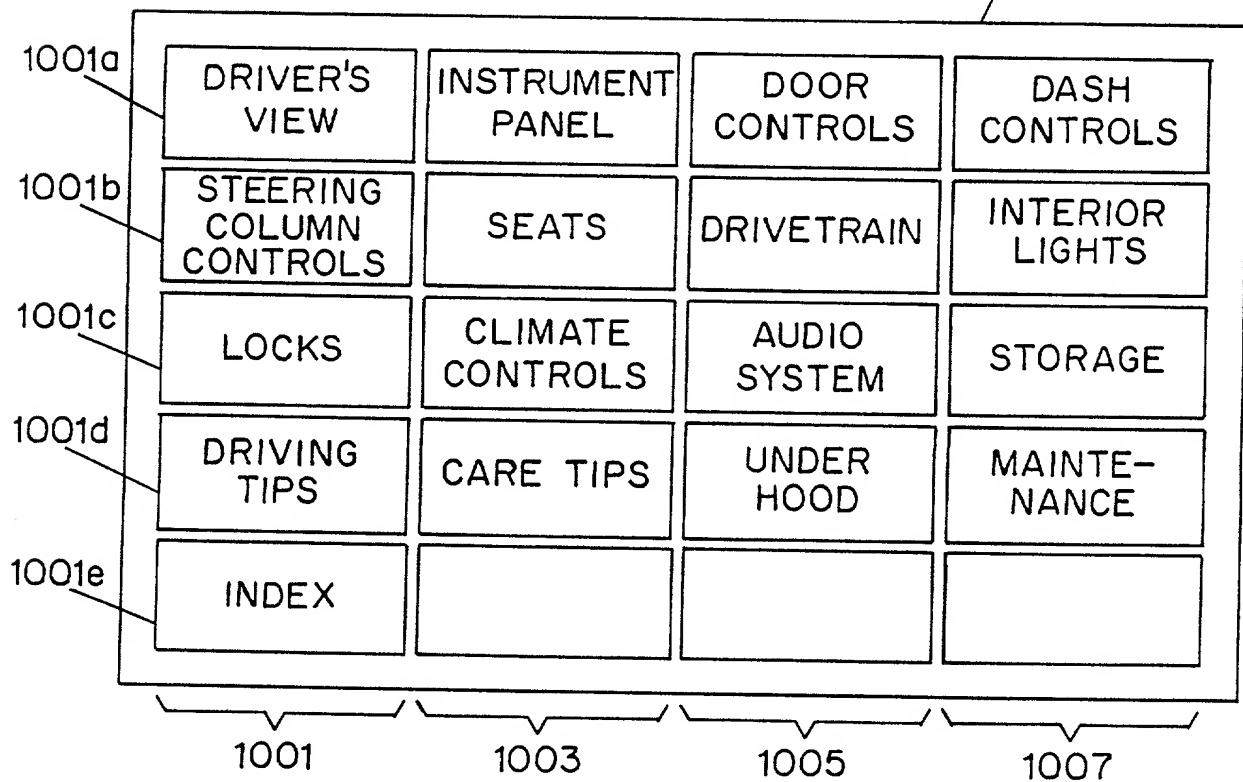 1001a
DRIVER'S
VIEW
INSTRUMENT
PANEL
DOOR
CONTROLS
DASH
CONTROLS
1001b
STEERING
COLUMN
CONTROLS
SEATS
DRIVETRAIN
INTERIOR
LIGHTS
1001c
LOCKS
CLIMATE
CONTROLS
AUDIO
SYSTEM
STORAGE
1001d
DRIVING
TIPS
CARE TIPS
UNDER
HOOD
MAINTE-
NANCE
1001e
INDEX
1001
1003
1005
1007